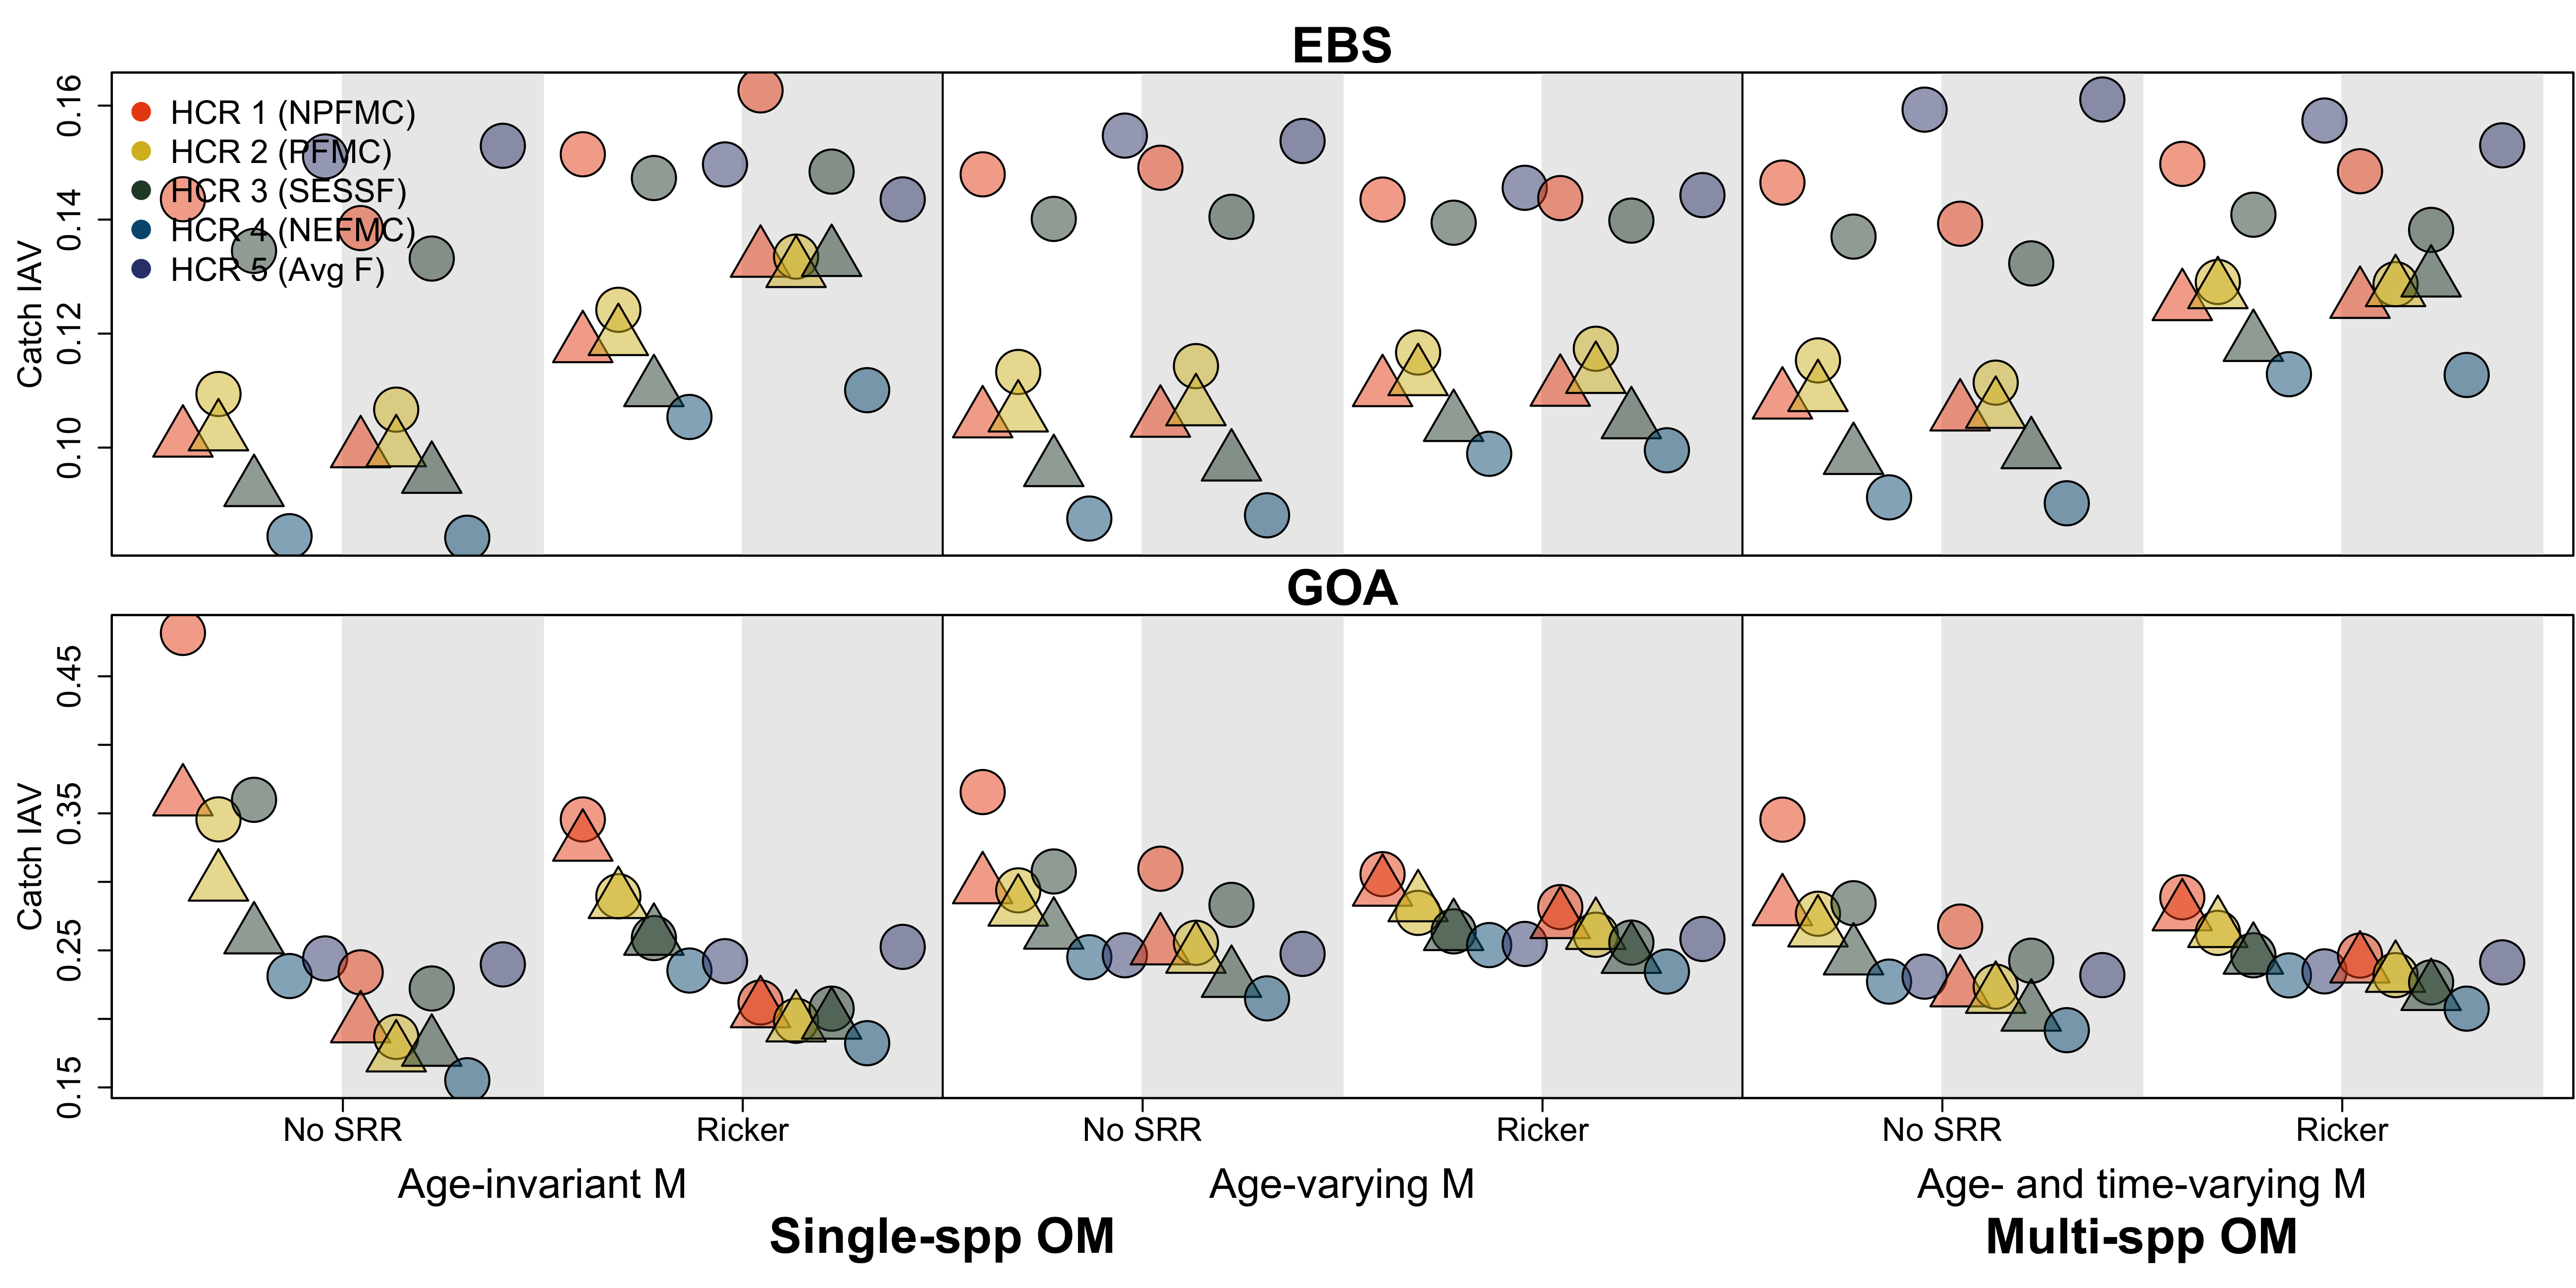 EBS
Catch IAV
0.16
0.14
0.12
0.10
HCR 1 (NPFMC)
HCR 2 (PFMC)
HCR 3 (SESSF)
HCR 4 (NEFMC)
HCR 5 (Avg F)
GOA
Catch IAV
0.45
0.35
0.25
0.15
No SRR Ricker No SRR Ricker No SRR Ricker
Age-invariant M Age-varying M Age- and time-varying M
Single-spp OM Multi-spp OM